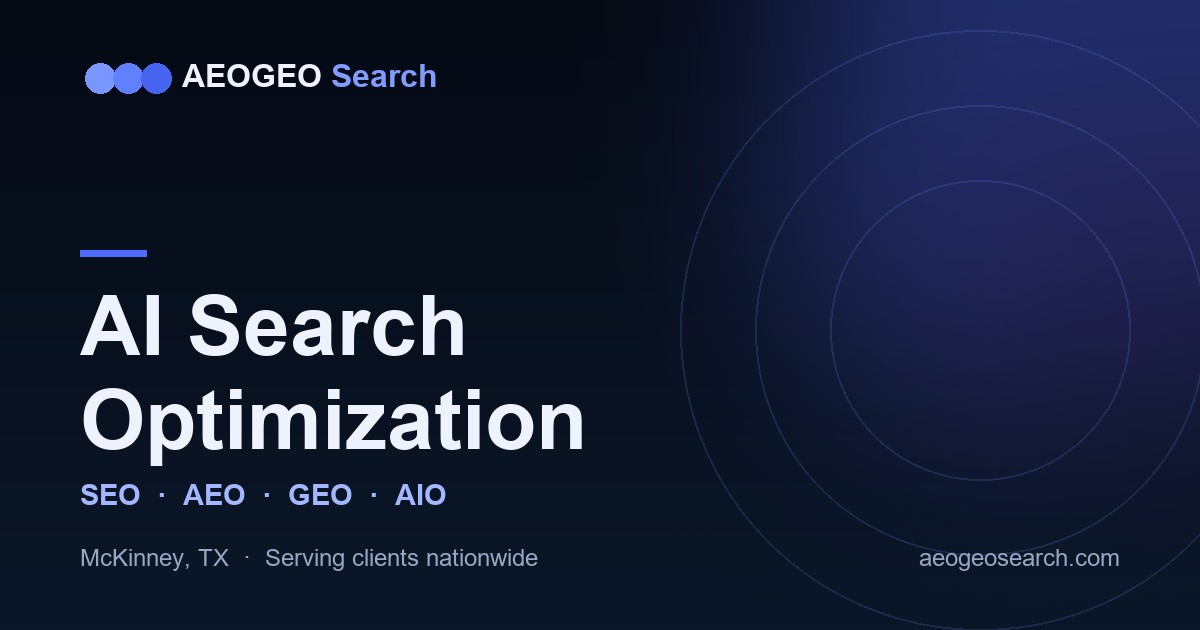 AEOGEO Search
AI Search
Optimization
SEO · AEO · GEO · AIO
McKinney, TX · Serving clients nationwide
aeogeosearch.com